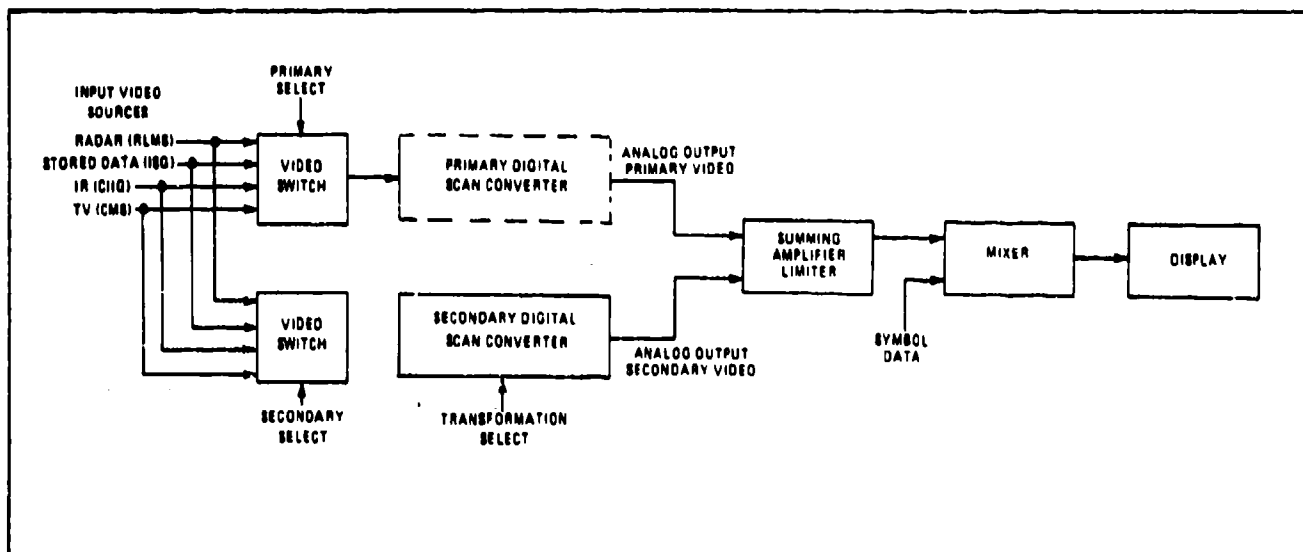 PRIMARY
SELECT
INPUT VIDEO
SOURCES
RADAR (RLMS)
STORED DATA (ISG)
IR (CIIG)
TV (CMS)
VIDEO
SWITCH
PRIMARY DIGITAL
SCAN CONVERTER
ANALOG OUTPUT
PRIMARY VIDEO
SUMMING
AMPLIFIER
LIMITER
MIXER
DISPLAY
VIDEO
SWITCH
SECONDARY DIGITAL
SCAN CONVERTER
ANALOG OUTPUT
SECONDARY VIDEO
SYMBOL
DATA
SECONDARY
SELECT
TRANSFORMATION
SELECT